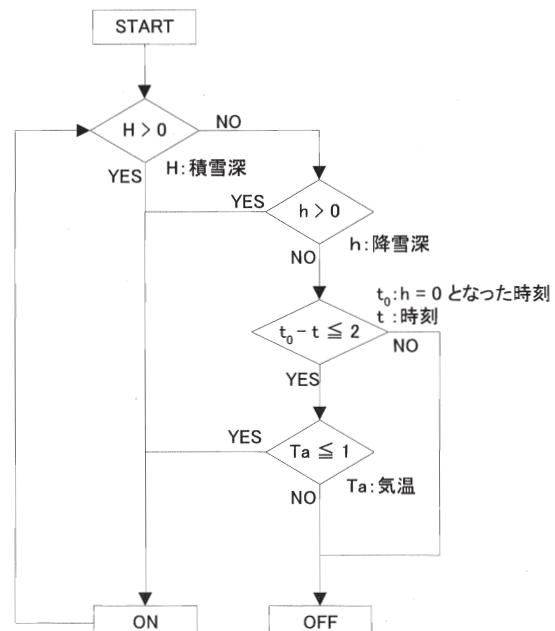 START
H > 0
NO
YES
H:積雪深
YES
h > 0
h:降雪深
NO
t₀:h = 0 となった時刻
t :時刻
t₀- t ≦ 2
NO
YES
YES
Ta ≦ 1
Ta:気温
NO
ON
OFF